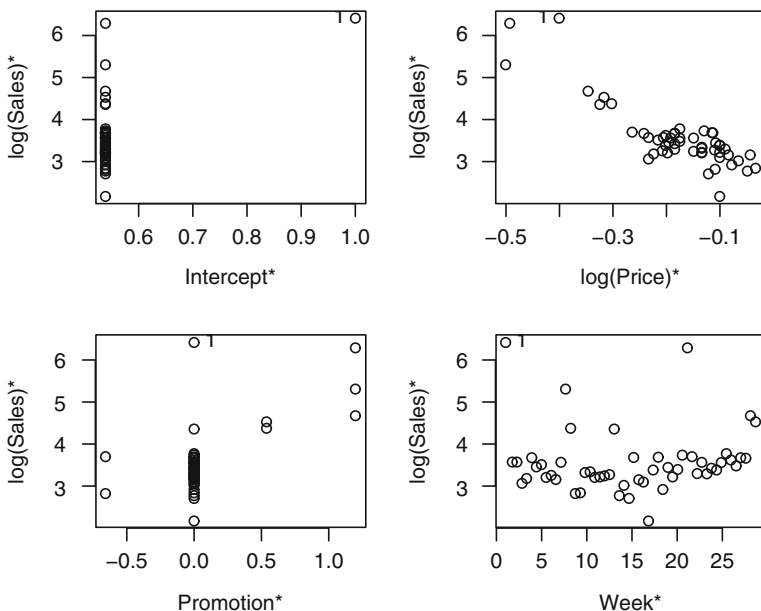 6
5
4
3
log(Sales)*
1
0.6 0.7 0.8 0.9 1.0
Intercept*
6
5
4
3
log(Sales)*
1
−0.5 −0.3 −0.1
log(Price)*
6
5
4
3
log(Sales)*
1
−0.5 0.0 0.5 1.0
Promotion*
6
5
4
3
log(Sales)*
1
0 5 10 15 20 25
Week*